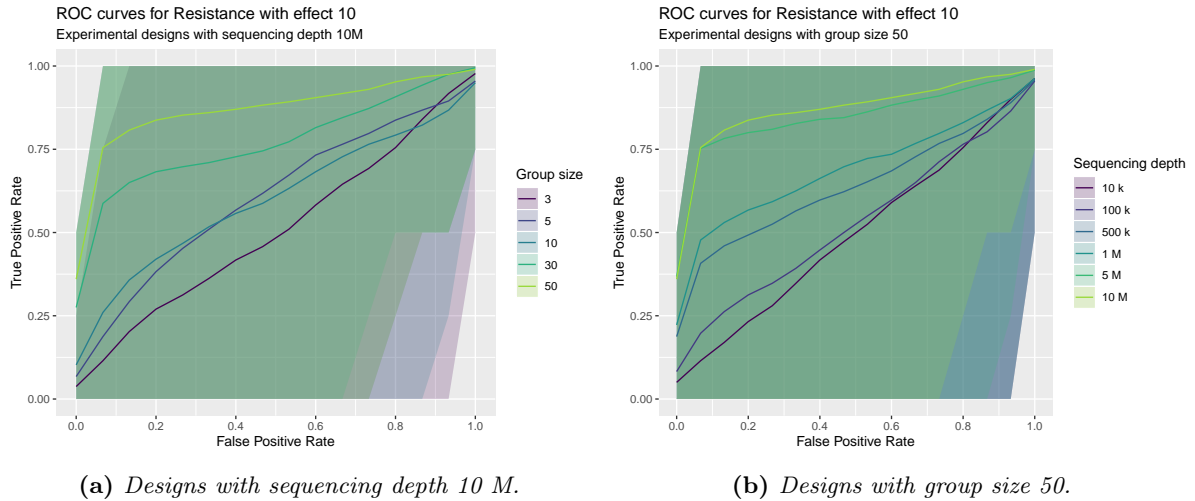 ROC curves for Resistance with effect 10
Experimental designs with sequencing depth 10M
True Positive Rate
1.00
0.75
0.50
0.25
0.00
0.0 0.2 0.4 0.6 0.8 1.0
False Positive Rate
Group size
3
5
10
30
50
(a) Designs with sequencing depth 10 M.
ROC curves for Resistance with effect 10
Experimental designs with group size 50
True Positive Rate
1.00
0.75
0.50
0.25
0.00
0.0 0.2 0.4 0.6 0.8 1.0
False Positive Rate
Sequencing depth
10 k
100 k
500 k
1 M
5 M
10 M
(b) Designs with group size 50.